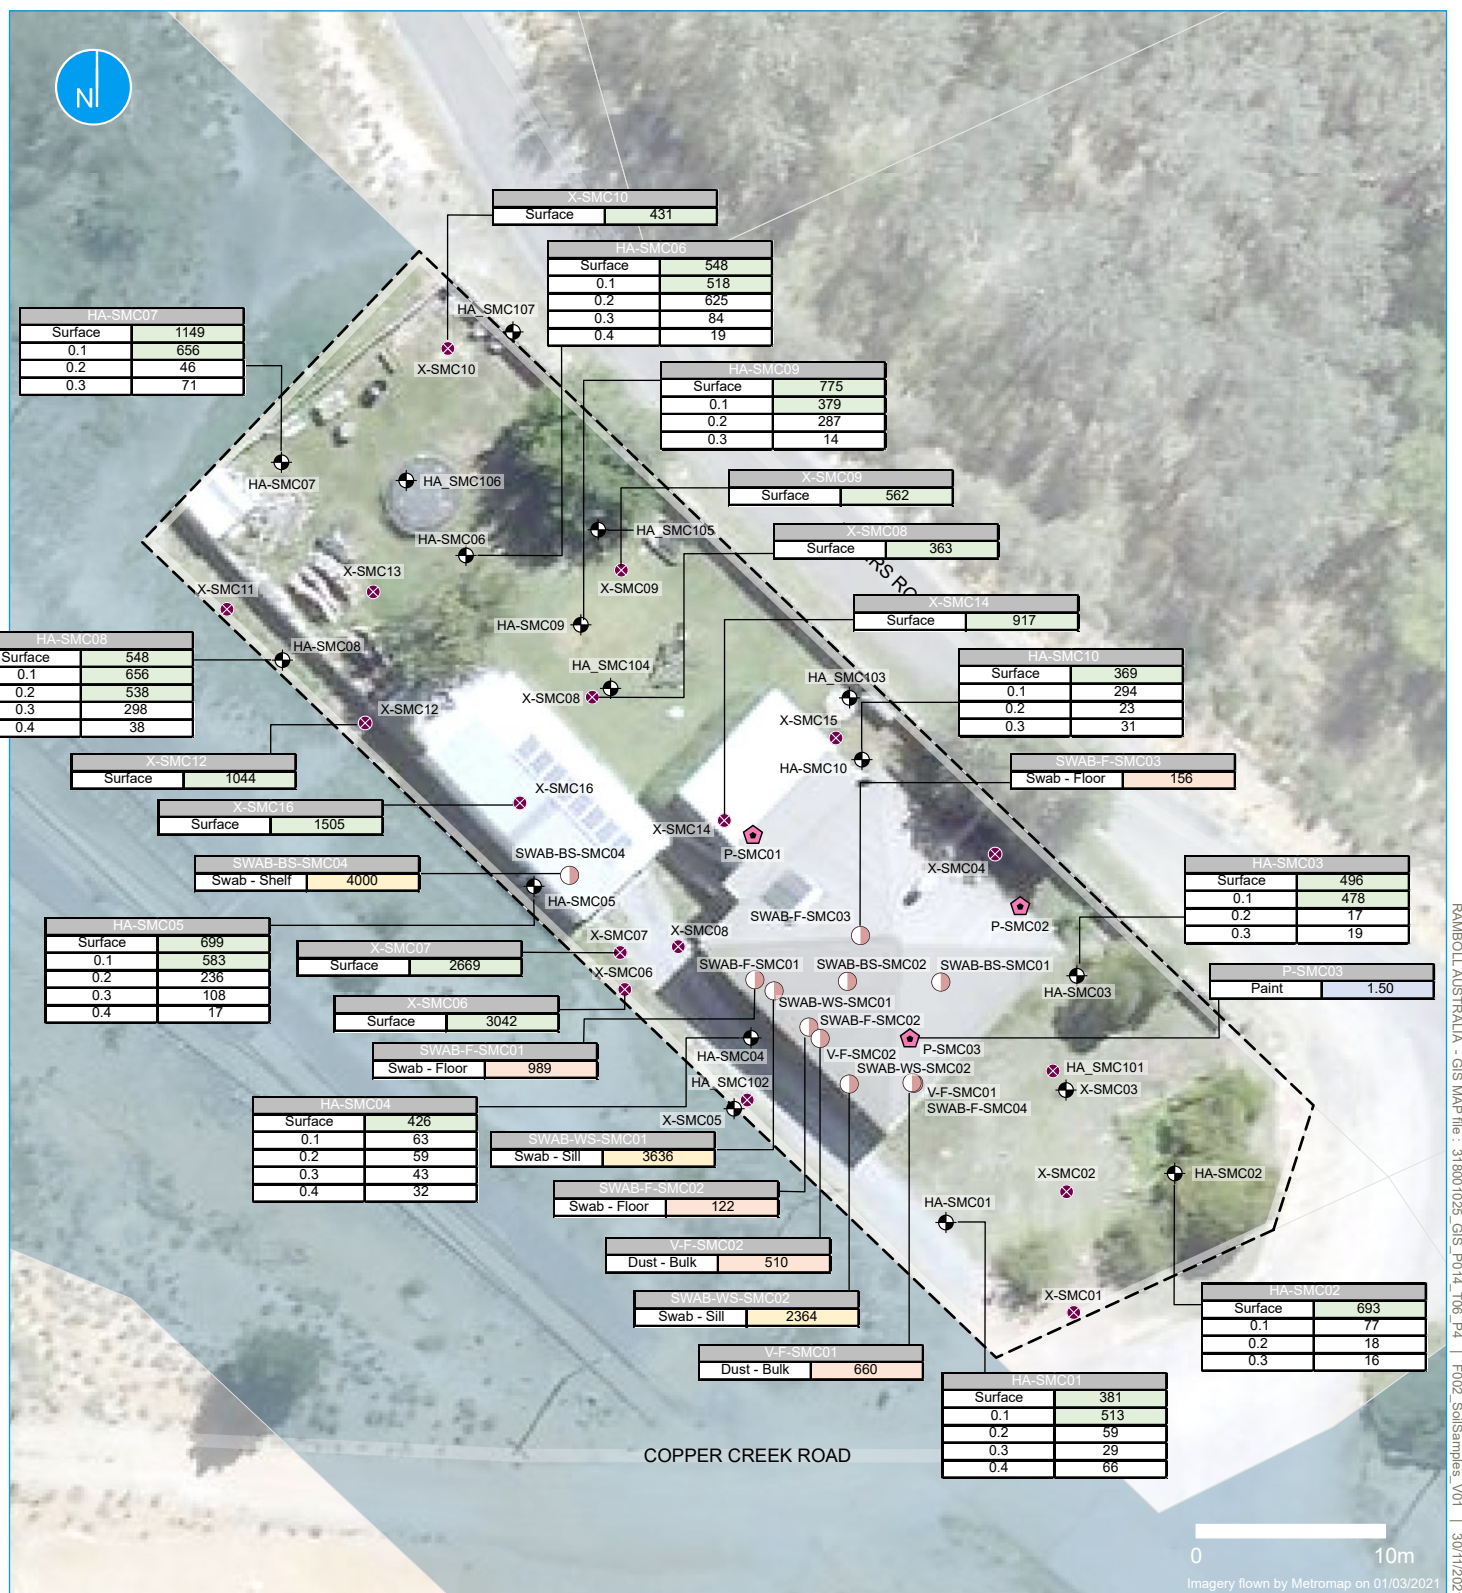 N
X-SMC10
Surface 431
HA-SMC06
Surface 548
0.1 518
0.2 625
0.3 84
0.4 19
HA-SMC07
Surface 1149
0.1 656
0.2 46
0.3 71
HA_SMC107
X-SMC10
HA-SMC09
Surface 775
0.1 379
0.2 287
0.3 14
HA-SMC07
HA_SMC106
X-SMC09
Surface 562
HA_SMC105
HA-SMC06
X-SMC08
Surface 363
X-SMC13
X-SMC09
X-SMC11
X-SMC14
Surface 917
HA-SMC09
HA-SMC08
Surface 548
0.1 656
0.2 538
0.3 298
0.4 38
HA-SMC08
HA_SMC104
X-SMC08
HA-SMC10
Surface 369
0.1 294
0.2 23
0.3 31
HA_SMC103
X-SMC12
X-SMC15
HA-SMC10
X-SMC12
Surface 1044
SWAB-F-SMC03
Swab - Floor 156
X-SMC16
X-SMC16
Surface 1505
X-SMC14
P-SMC01
SWAB-BS-SMC04
SWAB-BS-SMC04
Swab - Shelf 4000
X-SMC04
HA-SMC03
Surface 496
0.1 478
0.2 17
0.3 19
HA-SMC05
SWAB-F-SMC03
P-SMC02
HA-SMC05
Surface 699
0.1 583
0.2 236
0.3 108
0.4 17
X-SMC07
X-SMC08
X-SMC07
Surface 2669
X-SMC06
SWAB-F-SMC01
SWAB-BS-SMC02
SWAB-BS-SMC01
HA-SMC03
P-SMC03
Paint 1.50
SWAB-WS-SMC01
X-SMC06
Surface 3042
SWAB-F-SMC02
HA-SMC04
P-SMC03
V-F-SMC02
SWAB-F-SMC01
Swab - Floor 989
SWAB-WS-SMC02
HA_SMC101
HA_SMC102
V-F-SMC01
X-SMC03
SWAB-F-SMC04
X-SMC05
HA-SMC04
Surface 426
0.1 63
0.2 59
0.3 43
0.4 32
SWAB-WS-SMC01
Swab - Sill 3636
X-SMC02
HA-SMC02
SWAB-F-SMC02
Swab - Floor 122
HA-SMC01
V-F-SMC02
Dust - Bulk 510
SWAB-WS-SMC02
Swab - Sill 2364
X-SMC01
HA-SMC02
Surface 693
0.1 77
0.2 18
0.3 16
V-F-SMC01
Dust - Bulk 660
HA-SMC01
Surface 381
0.1 513
0.2 59
0.3 29
0.4 66
COPPER CREEK ROAD
0 10m
Imagery flown by Metromap on 01/03/2021
RAMBOLL AUSTRALIA - GIS MAP file : 318001025_GIS_P014_T06_P4 | F002_SoilSamples_V01 | 30/11/202